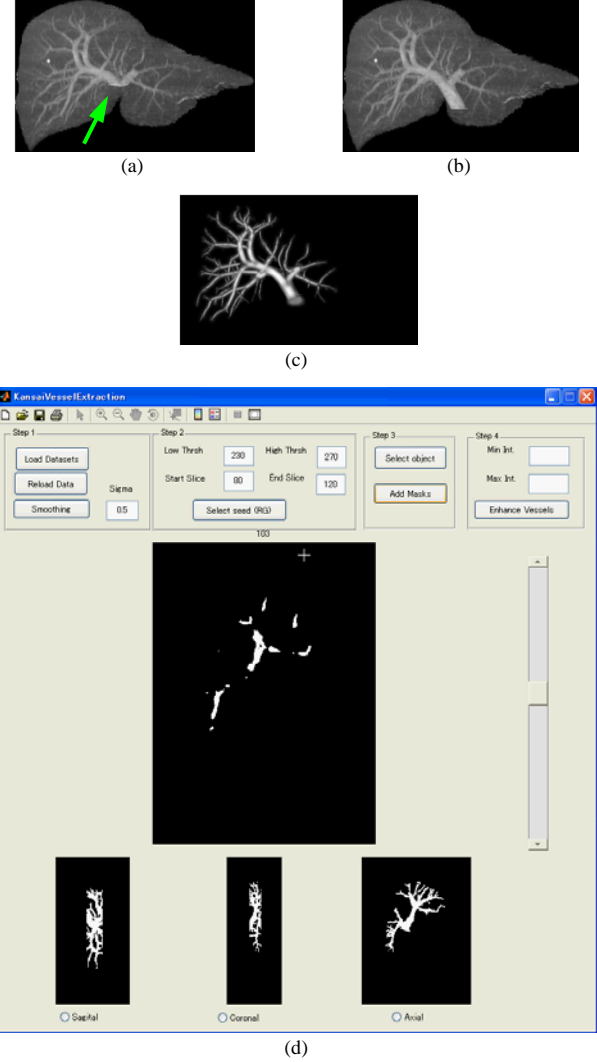 (a)
(b)
(c)
KansaiVesselExtraction
Step 1
Step 2
Step 3
Step 4
Load Datasets
Reload Data
Smoothing
Sigma
0.5
Low Thrsh
230
High Thrsh
270
Start Slice
80
End Slice
120
Select seed (RG)
Select object
Add Masks
Min Int.
Max Int.
Enhance Vessels
103
Sagital
Coronal
Axial
(d)